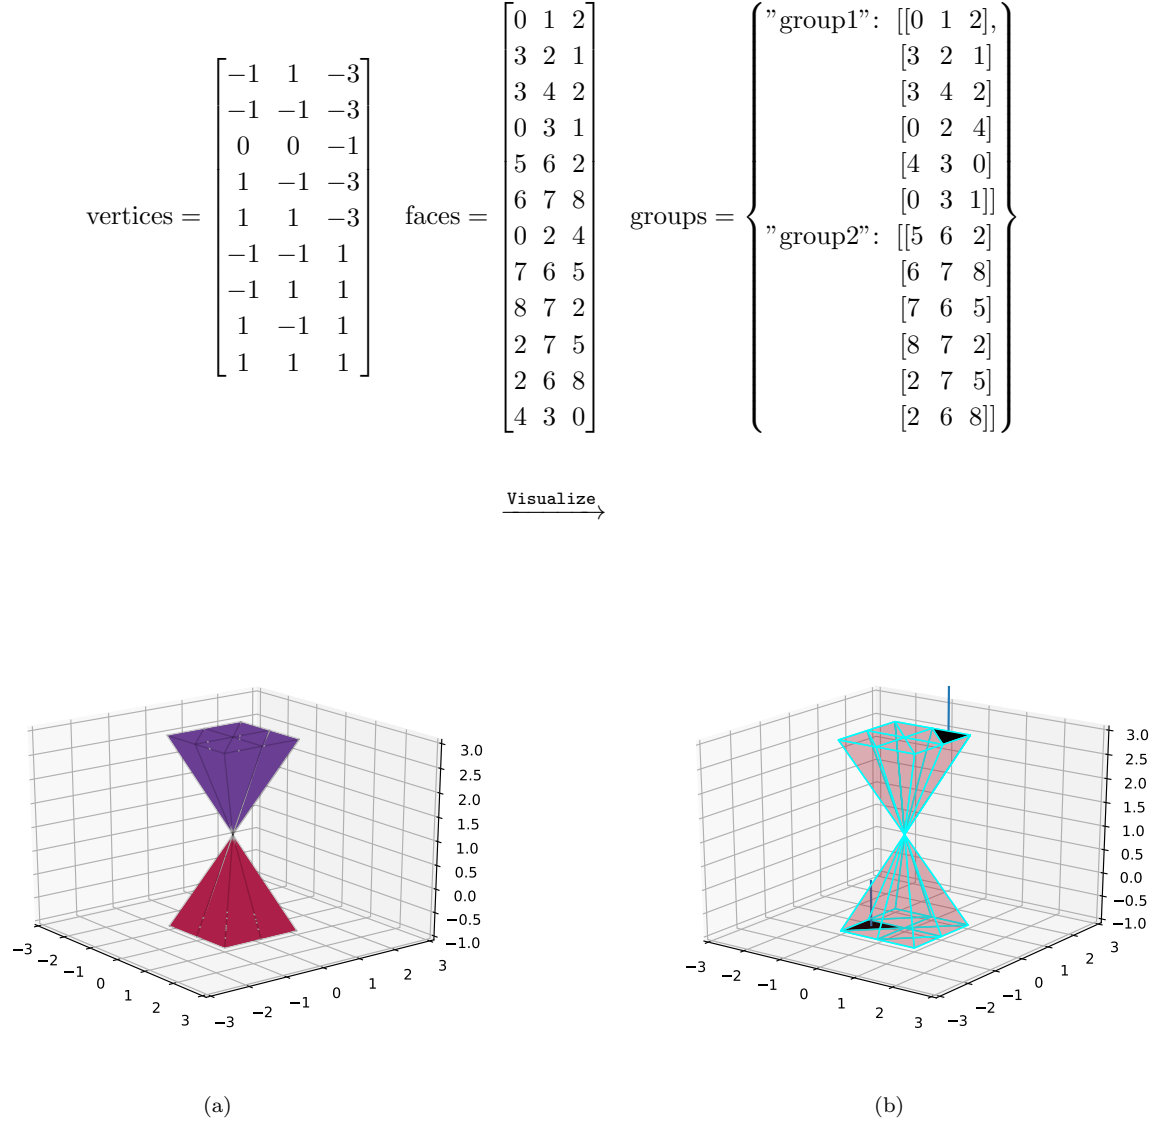 vertices =
−1 1 −3
−1 −1 −3
0 0 −1
1 −1 −3
1 1 −3
−1 −1 1
−1 1 1
1 −1 1
1 1 1
faces =
0 1 2
3 2 1
3 4 2
0 3 1
5 6 2
6 7 8
0 2 4
7 6 5
8 7 2
2 7 5
2 6 8
4 3 0
groups =
"group1": [[0 1 2],
[3 2 1]
[3 4 2]
[0 2 4]
[4 3 0]
[0 3 1]]
"group2": [[5 6 2]
[6 7 8]
[7 6 5]
[8 7 2]
[2 7 5]
[2 6 8]]
Visualize
3.0
2.5
2.0
1.5
1.0
0.5
0.0
−0.5
−1.0
−3 −2 −1 0 1 2 3
−3 −2 −1 0 1 2 3
(a)
3.0
2.5
2.0
1.5
1.0
0.5
0.0
−0.5
−1.0
−3 −2 −1 0 1 2 3
−3 −2 −1 0 1 2 3
(b)